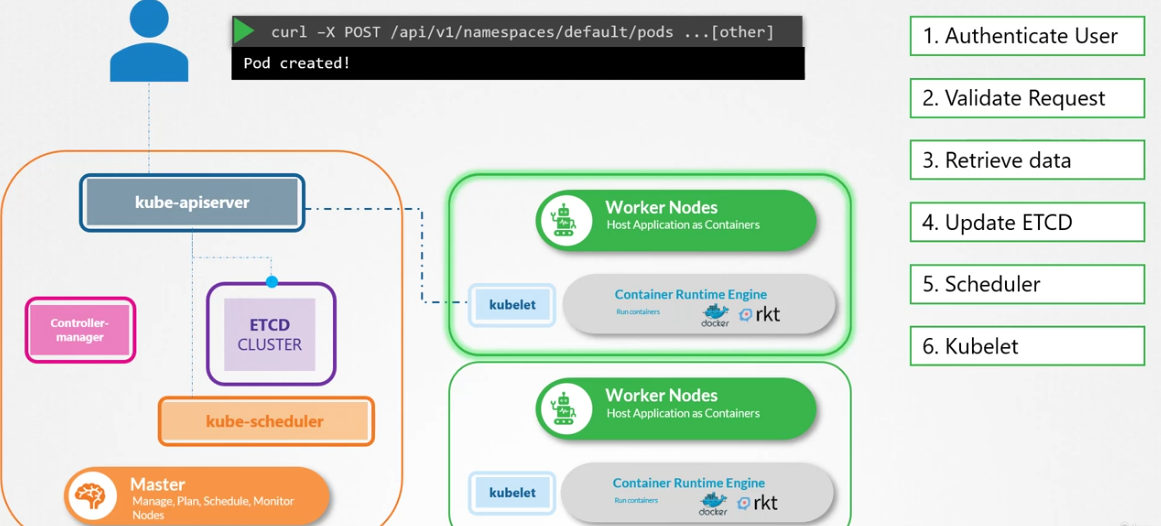 curl –X POST /api/v1/namespaces/default/pods ...[other]
Pod created!
1. Authenticate User
2. Validate Request
3. Retrieve data
4. Update ETCD
5. Scheduler
6. Kubelet
kube-apiserver
Controller-
manager
ETCD
CLUSTER
kube-scheduler
Master
Manage, Plan, Schedule, Monitor
Nodes
Worker Nodes
Host Application as Containers
kubelet
Container Runtime Engine
Run containers
docker
rkt
Worker Nodes
Host Application as Containers
kubelet
Container Runtime Engine
Run containers
docker
rkt